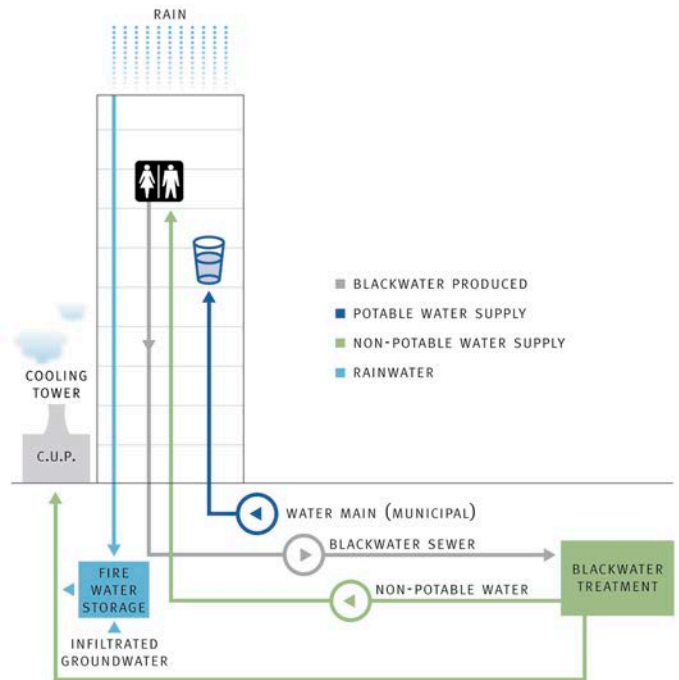 RAIN
BLACKWATER PRODUCED
POTABLE WATER SUPPLY
NON-POTABLE WATER SUPPLY
RAINWATER
COOLING
TOWER
C.U.P.
WATER MAIN (MUNICIPAL)
BLACKWATER SEWER
FIRE
WATER
STORAGE
NON-POTABLE WATER
BLACKWATER
TREATMENT
INFILTRATED
GROUNDWATER